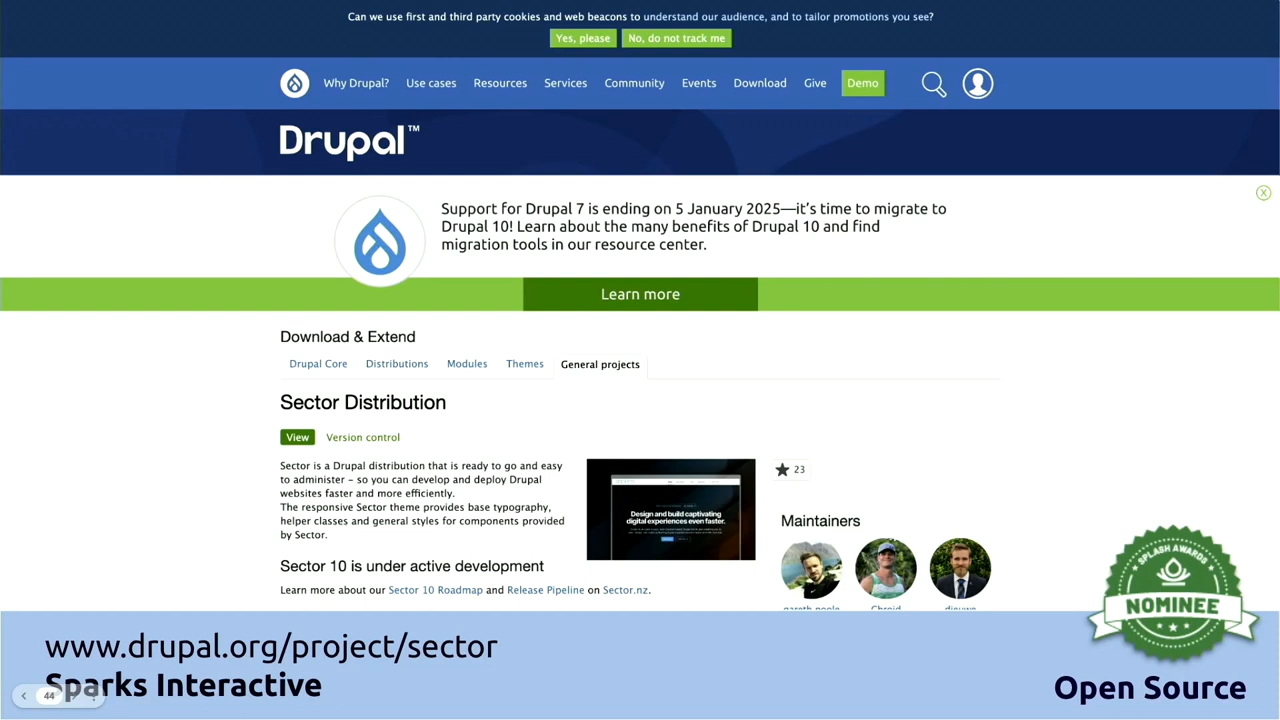 Can we use first and third party cookies and web beacons to understand our audience, and to tailor promotions you see?
Yes, please
No, do not track me
Why Drupal?
Use cases
Resources
Services
Community
Events
Download
Give
Demo
Drupal™
Support for Drupal 7 is ending on 5 January 2025—it's time to migrate to
Drupal 10! Learn about the many benefits of Drupal 10 and find
migration tools in our resource center.
Learn more
Download & Extend
Drupal Core
Distributions
Modules
Themes
General projects
Sector Distribution
View
Version control
Sector is a Drupal distribution that is ready to go and easy
to administer – so you can develop and deploy Drupal
websites faster and more efficiently.
The responsive Sector theme provides base typography,
helper classes and general styles for components provided
by Sector.
Design and build captivating
digital experiences even faster.
23
Maintainers
Sector 10 is under active development
Learn more about our Sector 10 Roadmap and Release Pipeline on Sector.nz.
www.drupal.org/project/sector
Sparks Interactive
44
SPLASH AWARDS
NOMINEE
Open Source